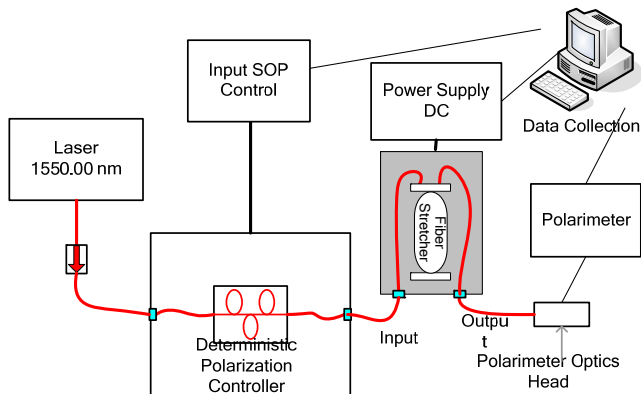 Input SOP
Control
Power Supply
DC
Data Collection
Laser
1550.00 nm
Fiber
Stretcher
Polarimeter
Input
Outpu
t
Deterministic
Polarization
Controller
Polarimeter Optics
Head